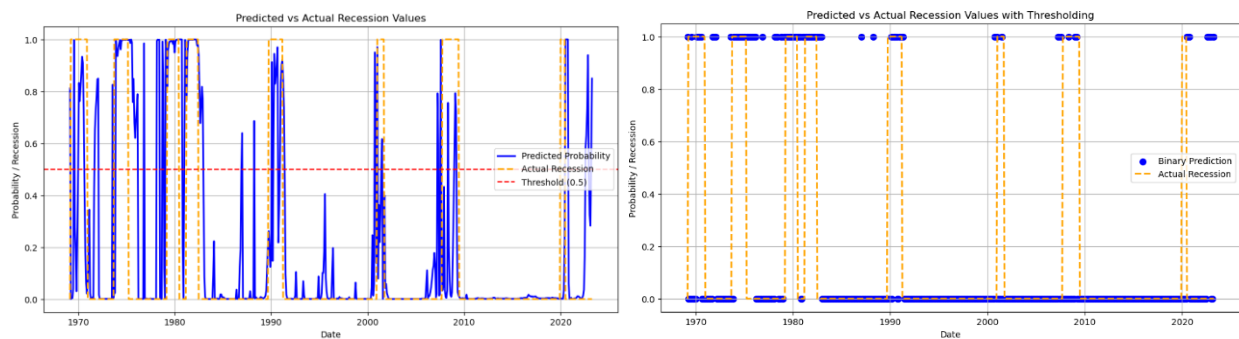 Predicted vs Actual Recession Values
1.0
0.8
0.6
0.4
0.2
0.0
Probability / Recession
Predicted Probability
Actual Recession
Threshold (0.5)
1970 1980 1990 2000 2010 2020
Date
Predicted vs Actual Recession Values with Thresholding
1.0
0.8
0.6
0.4
0.2
0.0
Probability / Recession
Binary Prediction
Actual Recession
1970 1980 1990 2000 2010 2020
Date